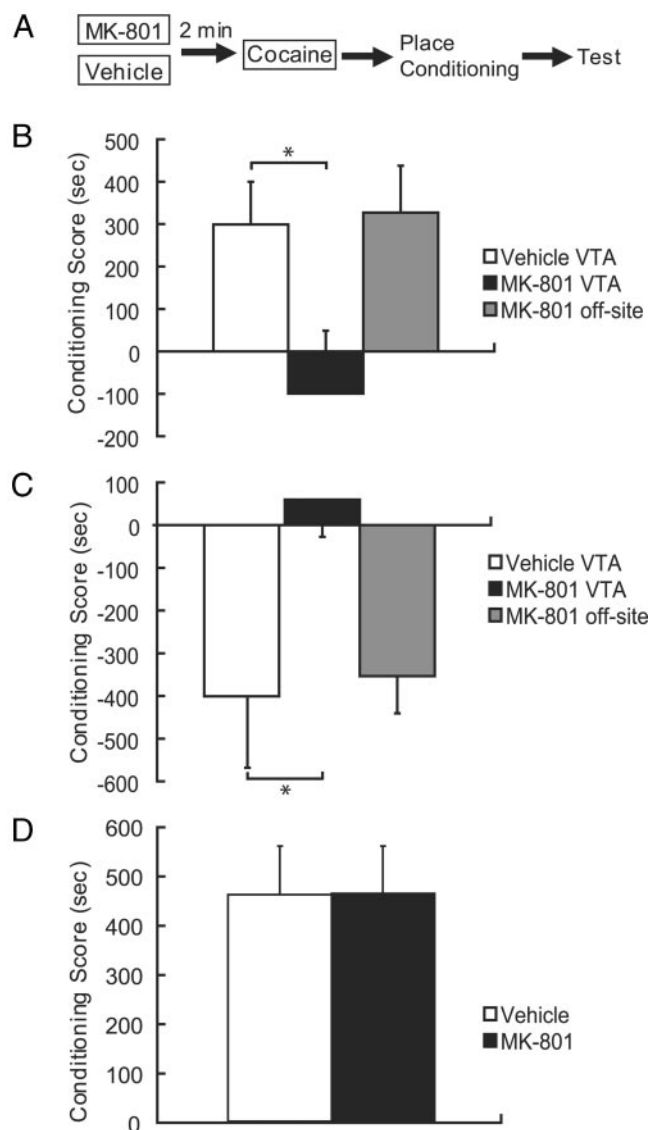 A
MK-801
Vehicle
2 min
Cocaine
Place
Conditioning
Test
B
Conditioning Score (sec)
500
400
300
200
100
0
-100
-200
*
Vehicle VTA
MK-801 VTA
MK-801 off-site
C
Conditioning Score (sec)
100
0
-100
-200
-300
-400
-500
-600
*
Vehicle VTA
MK-801 VTA
MK-801 off-site
D
Conditioning Score (sec)
600
500
400
300
200
100
0
Vehicle
MK-801